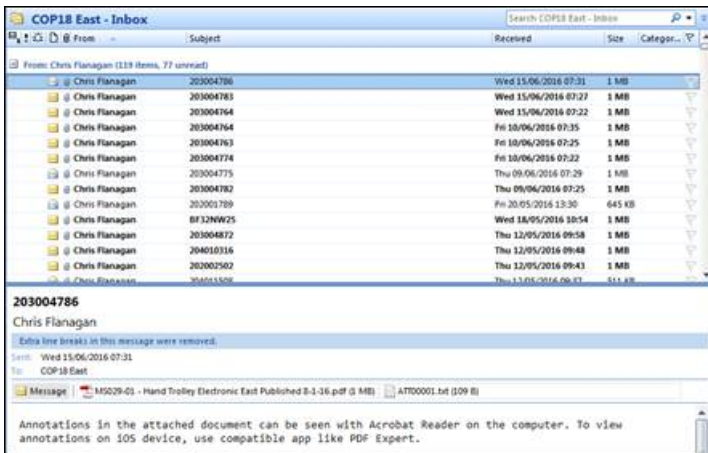 COP18 East - Inbox
Search COP18 East - Inbox
From Subject Received Size Categor...
From: Chris Flanagan (119 items, 77 unread)
Chris Flanagan 203004786 Wed 15/06/2016 07:31 1 MB
Chris Flanagan 203004783 Wed 15/06/2016 07:27 1 MB
Chris Flanagan 203004764 Wed 15/06/2016 07:22 1 MB
Chris Flanagan 203004764 Fri 10/06/2016 07:35 1 MB
Chris Flanagan 203004763 Fri 10/06/2016 07:25 1 MB
Chris Flanagan 203004774 Fri 10/06/2016 07:22 1 MB
Chris Flanagan 203004775 Thu 09/06/2016 07:29 1 MB
Chris Flanagan 203004782 Thu 09/06/2016 07:25 1 MB
Chris Flanagan 202001789 Fri 20/05/2016 13:30 645 KB
Chris Flanagan BF32NW25 Wed 18/05/2016 10:54 1 MB
Chris Flanagan 203004872 Thu 12/05/2016 09:58 1 MB
Chris Flanagan 204010316 Thu 12/05/2016 09:48 1 MB
Chris Flanagan 202002502 Thu 12/05/2016 09:43 1 MB
Chris Flanagan Thu 12/05/2016 09:37 511 KB
203004786
Chris Flanagan
Extra line breaks in this message were removed.
Sent: Wed 15/06/2016 07:31
To: COP18 East
Message MS029-01 - Hand Trolley Electronic East Published 8-1-16.pdf (1 MB) ATT00001.txt (109 B)
Annotations in the attached document can be seen with Acrobat Reader on the computer. To view
annotations on iOS device, use compatible app like PDF Expert.